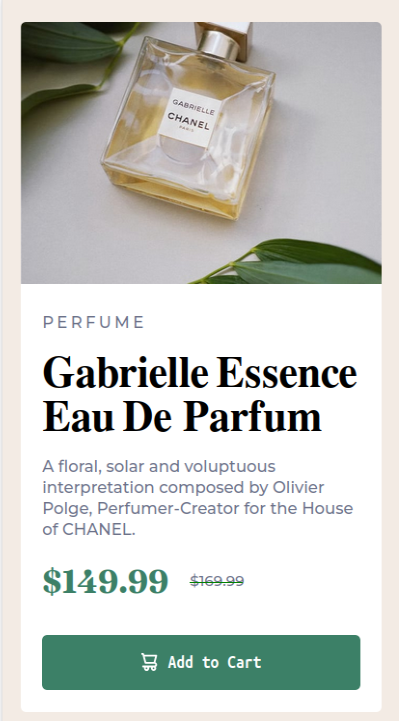 GABRIELLE
CHANEL
PARIS
PERFUME
Gabrielle Essence
Eau De Parfum
A floral, solar and voluptuous
interpretation composed by Olivier
Polge, Perfumer-Creator for the House
of CHANEL.
$149.99 $169.99
Add to Cart